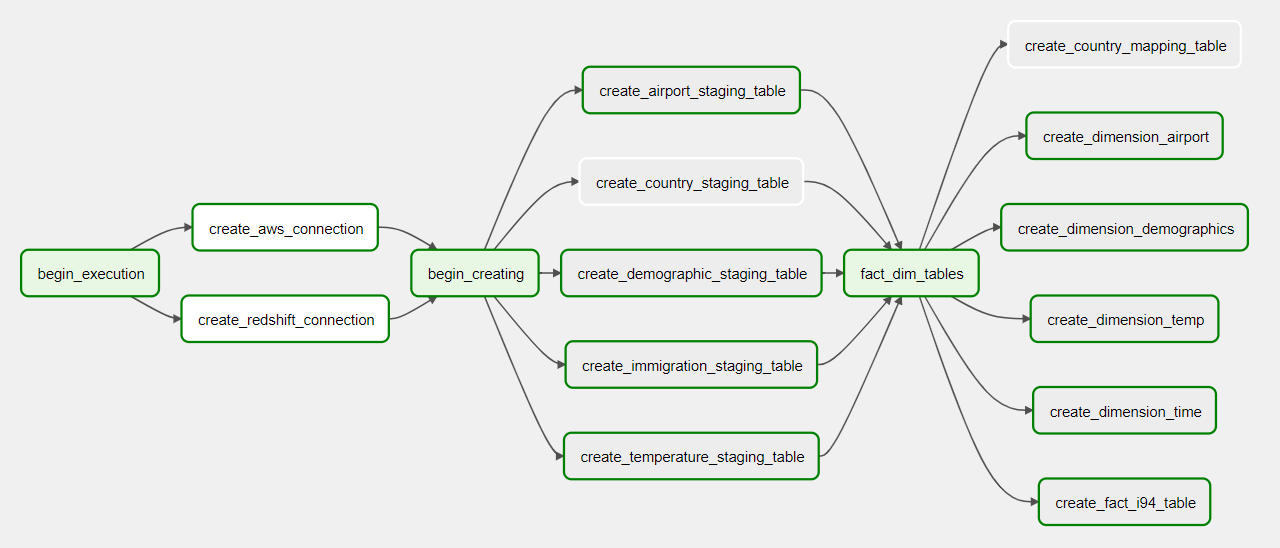 begin_execution
create_aws_connection
create_redshift_connection
begin_creating
create_airport_staging_table
create_country_staging_table
create_demographic_staging_table
create_immigration_staging_table
create_temperature_staging_table
fact_dim_tables
create_country_mapping_table
create_dimension_airport
create_dimension_demographics
create_dimension_temp
create_dimension_time
create_fact_i94_table